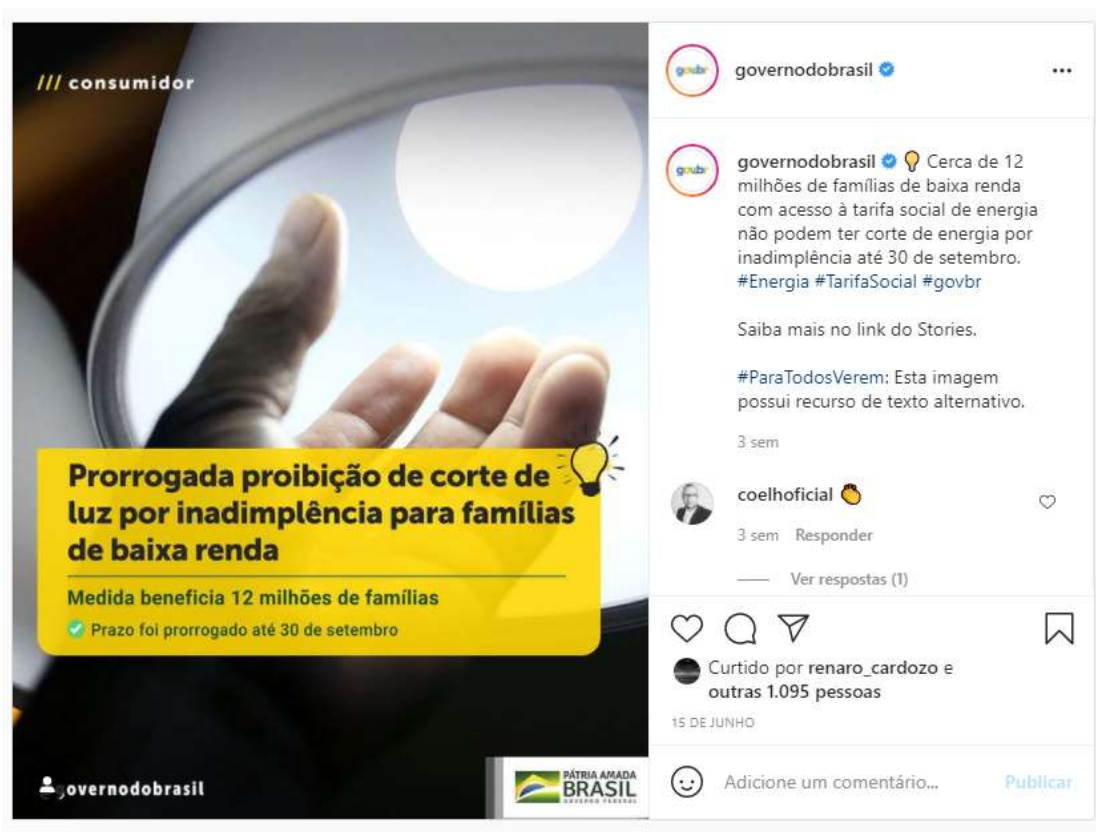 /// consumidor
Prorrogada proibição de corte de
luz por inadimplência para famílias
de baixa renda
Medida beneficia 12 milhões de famílias
Prazo foi prorrogado até 30 de setembro
governodobrasil
PÁTRIA AMADA
BRASIL
GOVERNO FEDERAL
govbr
governodobrasil
govbr
governodobrasil Cerca de 12
milhões de famílias de baixa renda
com acesso à tarifa social de energia
não podem ter corte de energia por
inadimplência até 30 de setembro.
#Energia #TarifaSocial #govbr
Saiba mais no link do Stories.
#ParaTodosVerem: Esta imagem
possui recurso de texto alternativo.
3 sem
coelhoficial
3 sem Responder
Ver respostas (1)
Curtido por renaro_cardozo e
outras 1.095 pessoas
15 DE JUNHO
Adicione um comentário... Publicar